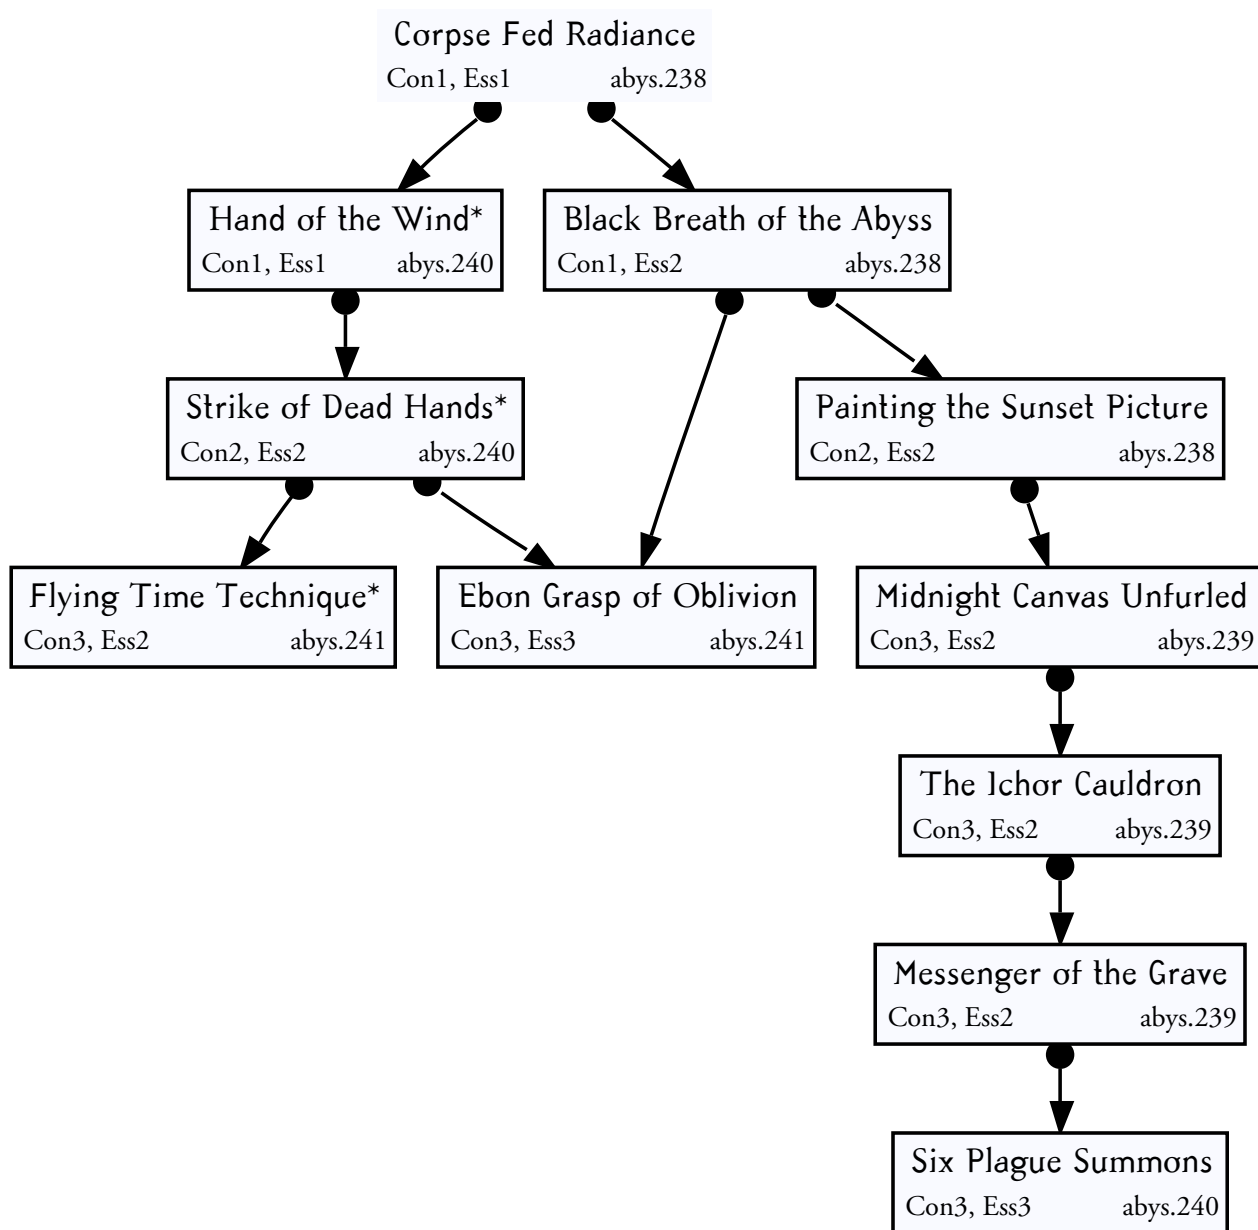 Corpse Fed Radiance
Con1, Ess1 abys.238
Hand of the Wind*
Con1, Ess1 abys.240
Black Breath of the Abyss
Con1, Ess2 abys.238
Strike of Dead Hands*
Con2, Ess2 abys.240
Painting the Sunset Picture
Con2, Ess2 abys.238
Flying Time Technique*
Con3, Ess2 abys.241
Ebon Grasp of Oblivion
Con3, Ess3 abys.241
Midnight Canvas Unfurled
Con3, Ess2 abys.239
The Ichor Cauldron
Con3, Ess2 abys.239
Messenger of the Grave
Con3, Ess2 abys.239
Six Plague Summons
Con3, Ess3 abys.240